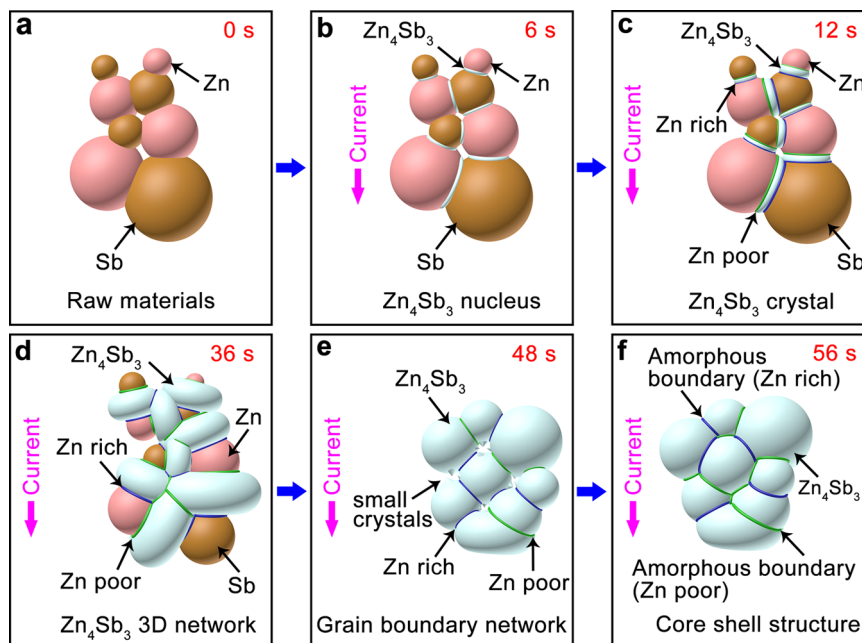 a
0 s
Zn
Sb
Raw materials
b
6 s
Zn₄Sb₃
Zn
Current
Sb
Zn₄Sb₃ nucleus
c
12 s
Zn₄Sb₃
Zn
Zn rich
Current
Zn poor
Sb
Zn₄Sb₃ crystal
d
36 s
Zn₄Sb₃
Zn
Zn rich
Current
Zn poor
Sb
Zn₄Sb₃ 3D network
e
48 s
Zn₄Sb₃
Current
small
crystals
Zn rich
Zn poor
Grain boundary network
f
56 s
Amorphous
boundary (Zn rich)
Current
Zn₄Sb₃
Amorphous boundary
(Zn poor)
Core shell structure